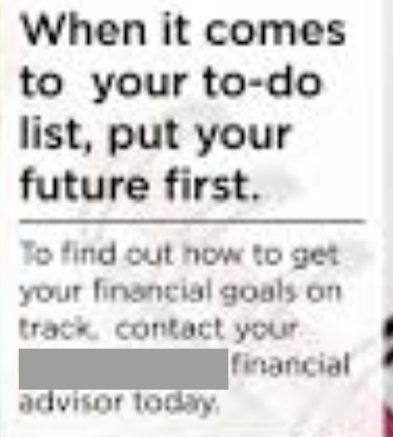 When it comes
to your to-do
list, put your
future first.
To find out how to get
your financial goals on
track, contact your
financial
advisor today.